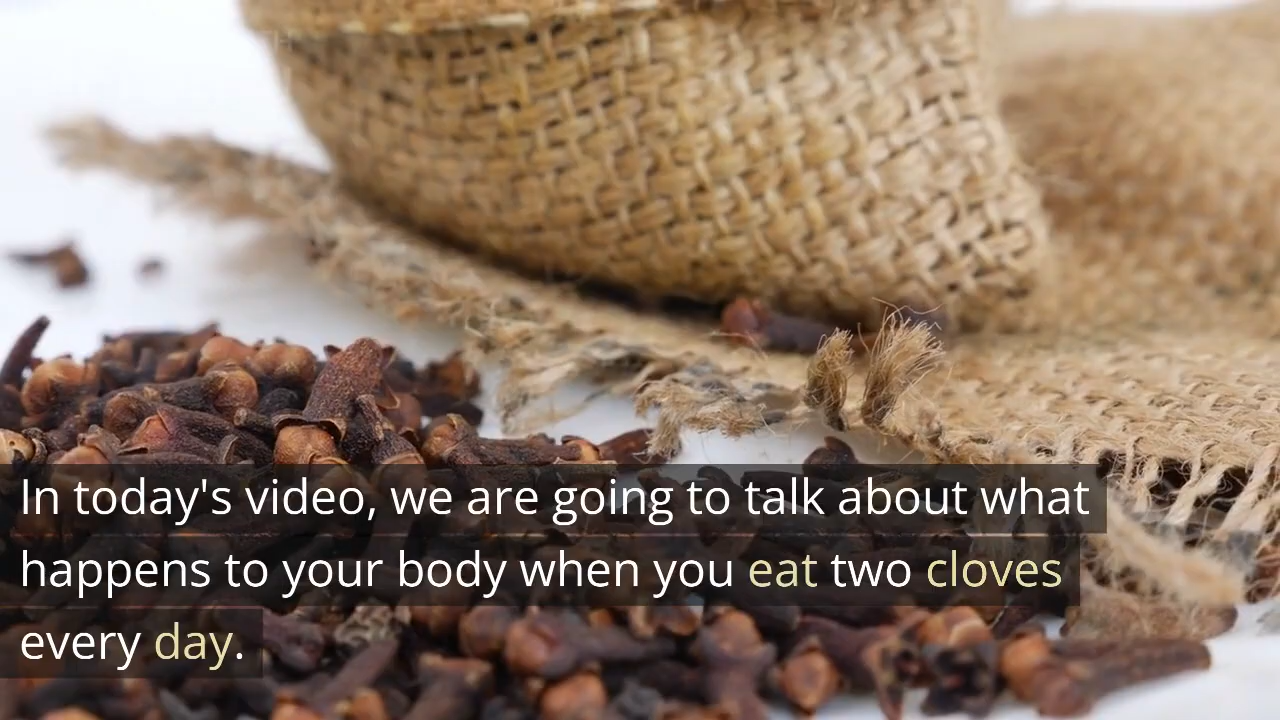 In today's video, we are going to talk about what
happens to your body when you eat two cloves
every day.